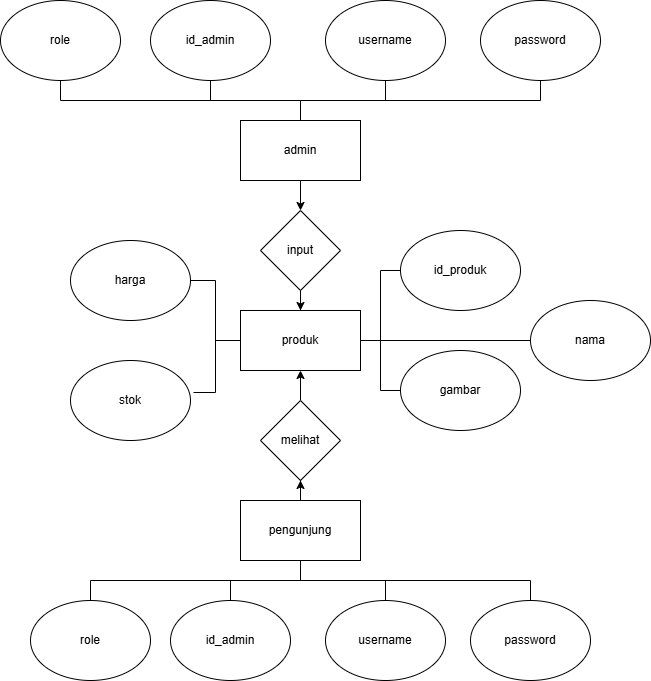 role
id_admin
username
password
admin
input
harga
id_produk
produk
nama
stok
gambar
melihat
pengunjung
role
id_admin
username
password